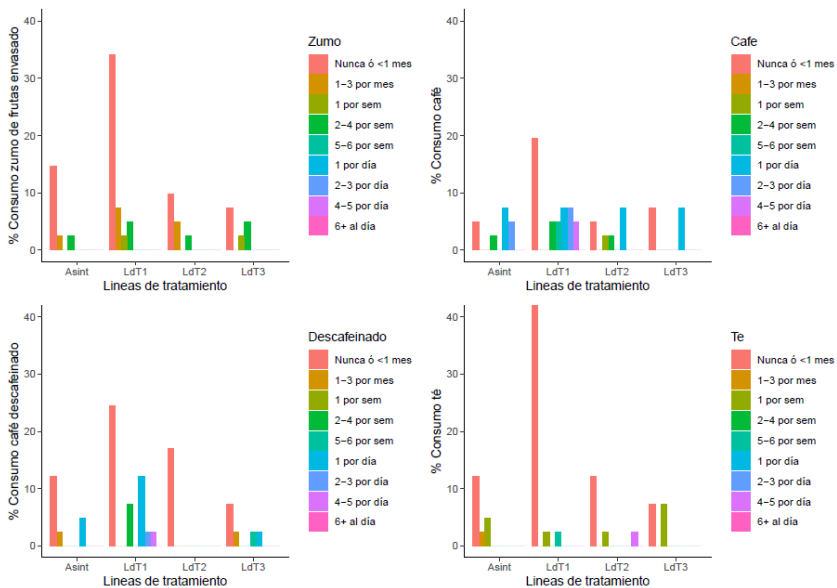 % Consumo zumo de frutas envasado
40
30
20
10
0
Asint
LdT1
LdT2
LdT3
Lineas de tratamiento
Zumo
Nunca ó <1 mes
1−3 por mes
1 por sem
2−4 por sem
5−6 por sem
1 por día
2−3 por día
4−5 por día
6+ al día
% Consumo café
40
30
20
10
0
Asint
LdT1
LdT2
LdT3
Lineas de tratamiento
Cafe
Nunca ó <1 mes
1−3 por mes
1 por sem
2−4 por sem
5−6 por sem
1 por día
2−3 por día
4−5 por día
6+ al día
% Consumo café descafeinado
40
30
20
10
0
Asint
LdT1
LdT2
LdT3
Lineas de tratamiento
Descafeinado
Nunca ó <1 mes
1−3 por mes
1 por sem
2−4 por sem
5−6 por sem
1 por día
2−3 por día
4−5 por día
6+ al día
% Consumo té
40
30
20
10
0
Asint
LdT1
LdT2
LdT3
Lineas de tratamiento
Te
Nunca ó <1 mes
1−3 por mes
1 por sem
2−4 por sem
5−6 por sem
1 por día
2−3 por día
4−5 por día
6+ al día